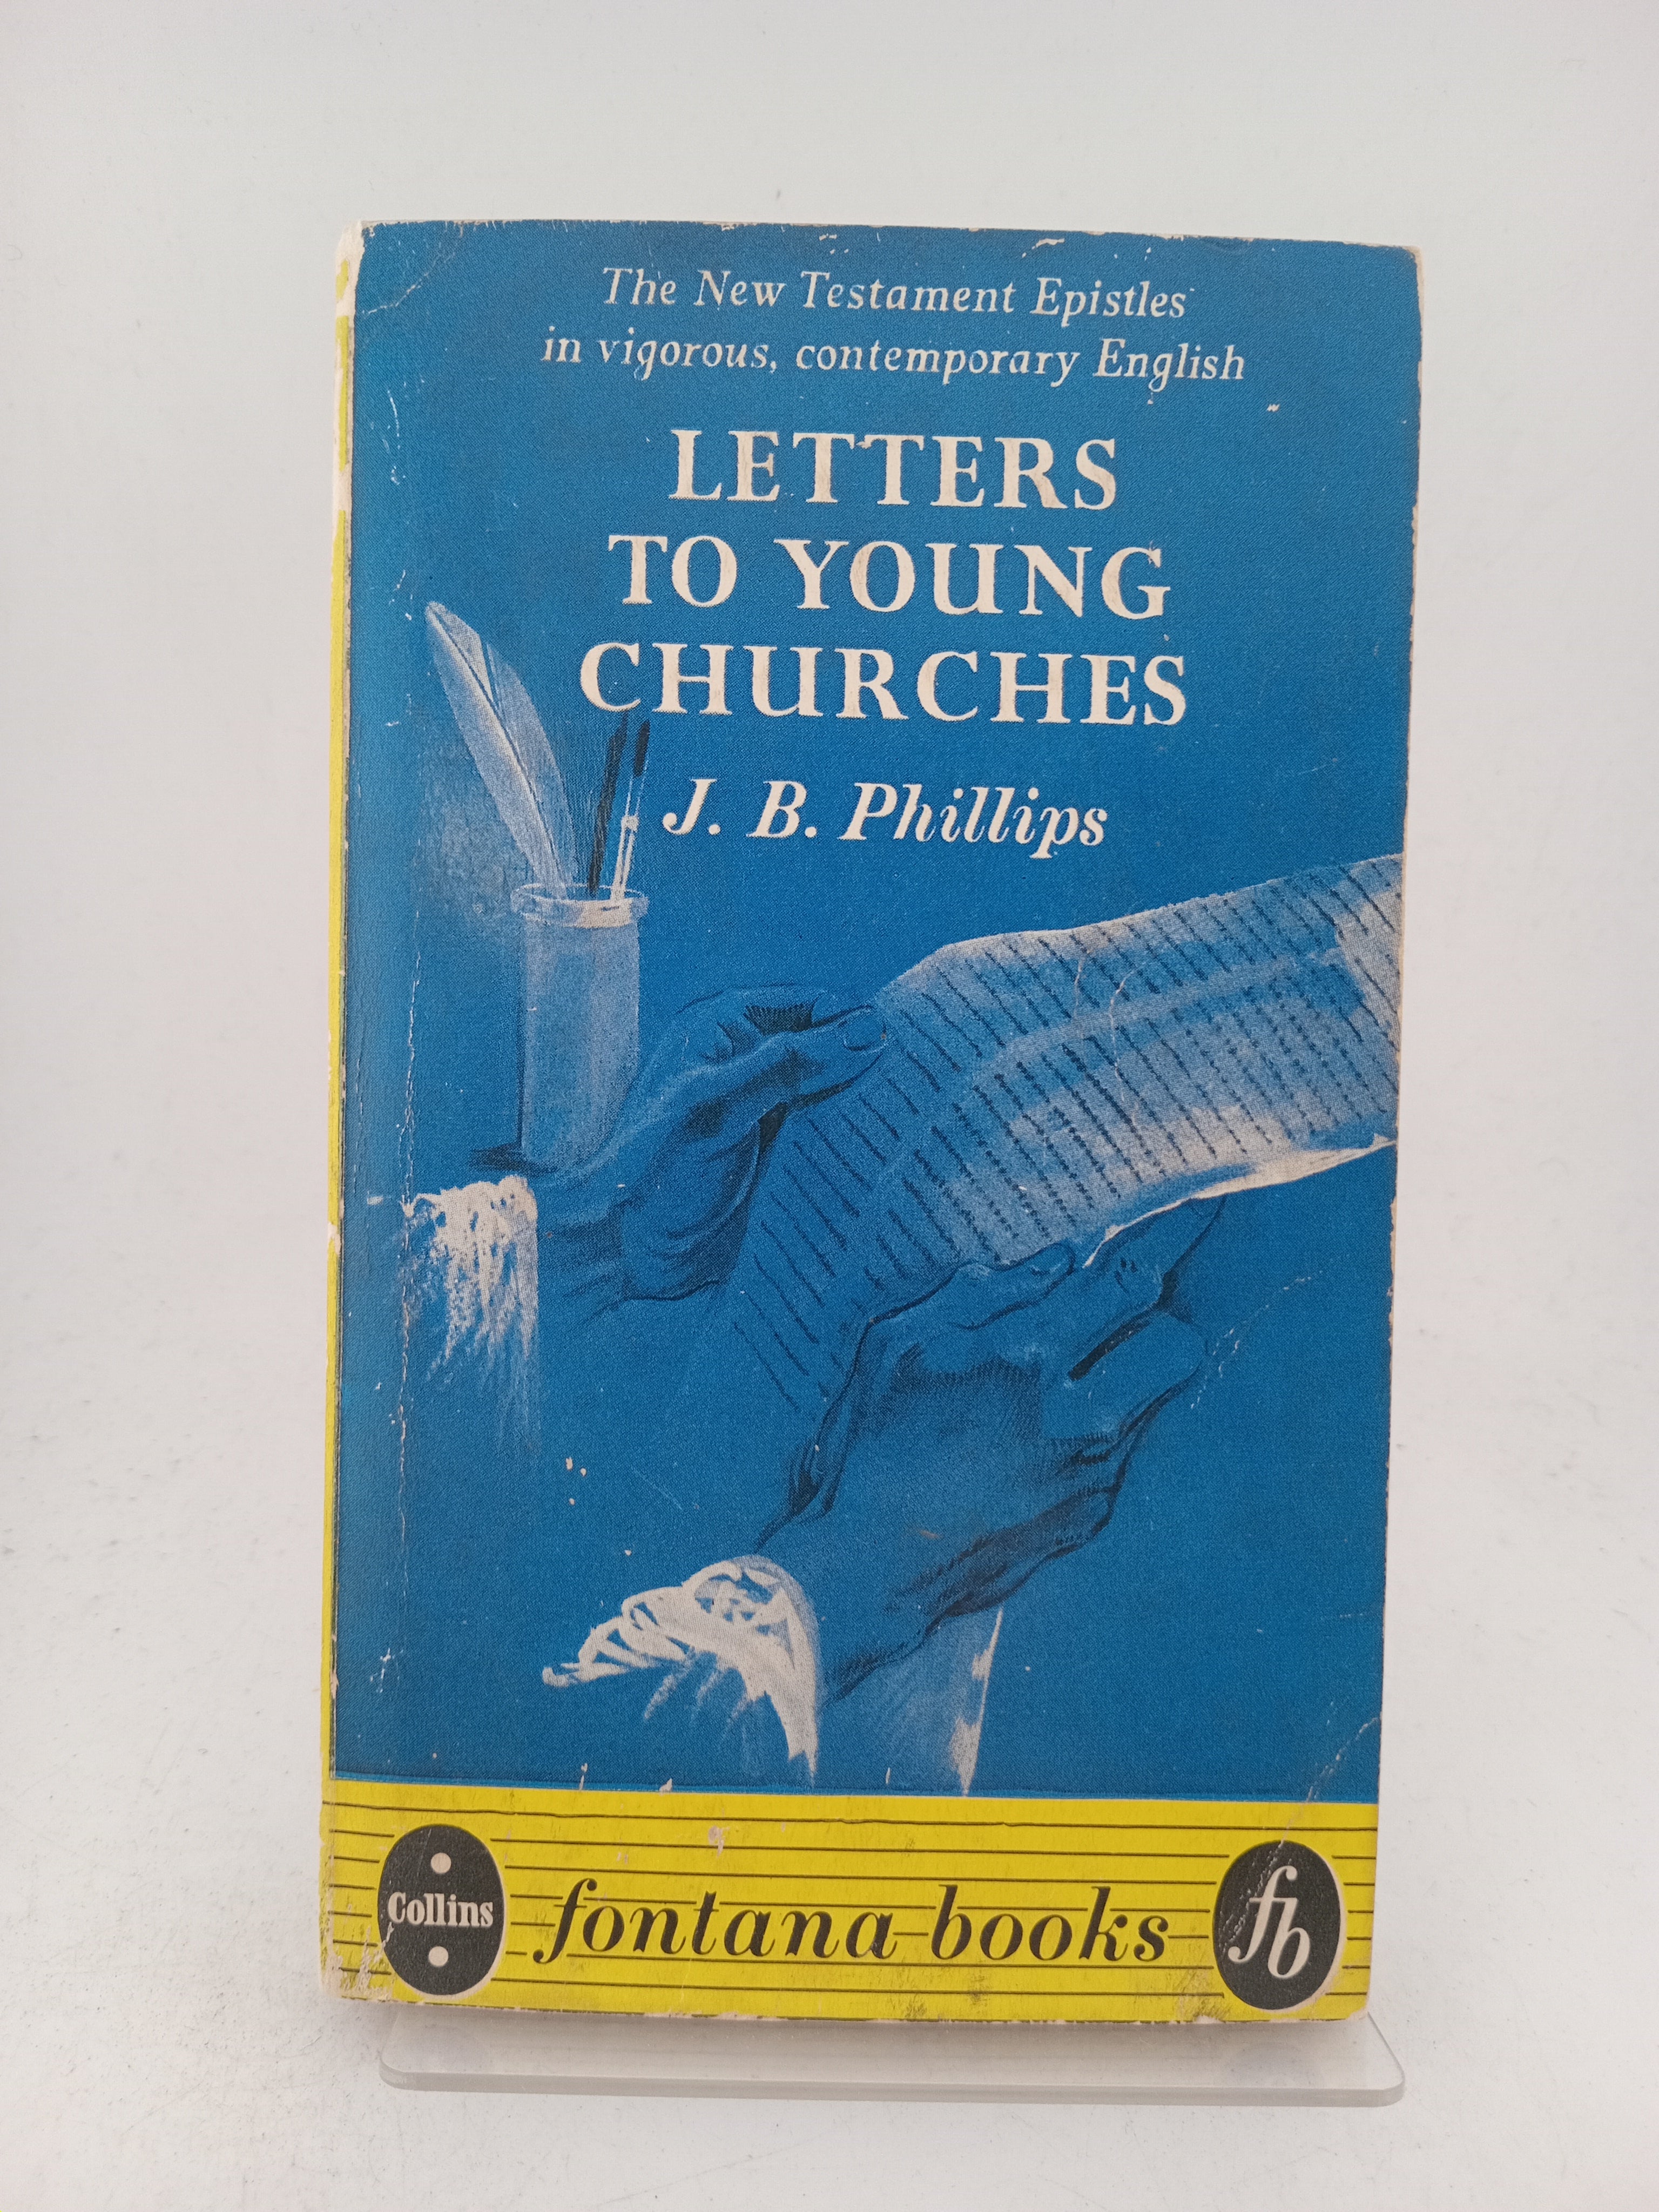 The New Testament Epistles
in vigorous, contemporary English
LETTERS
TO YOUNG
CHURCHES
J. B. Phillips
Collins
fontana books
fb